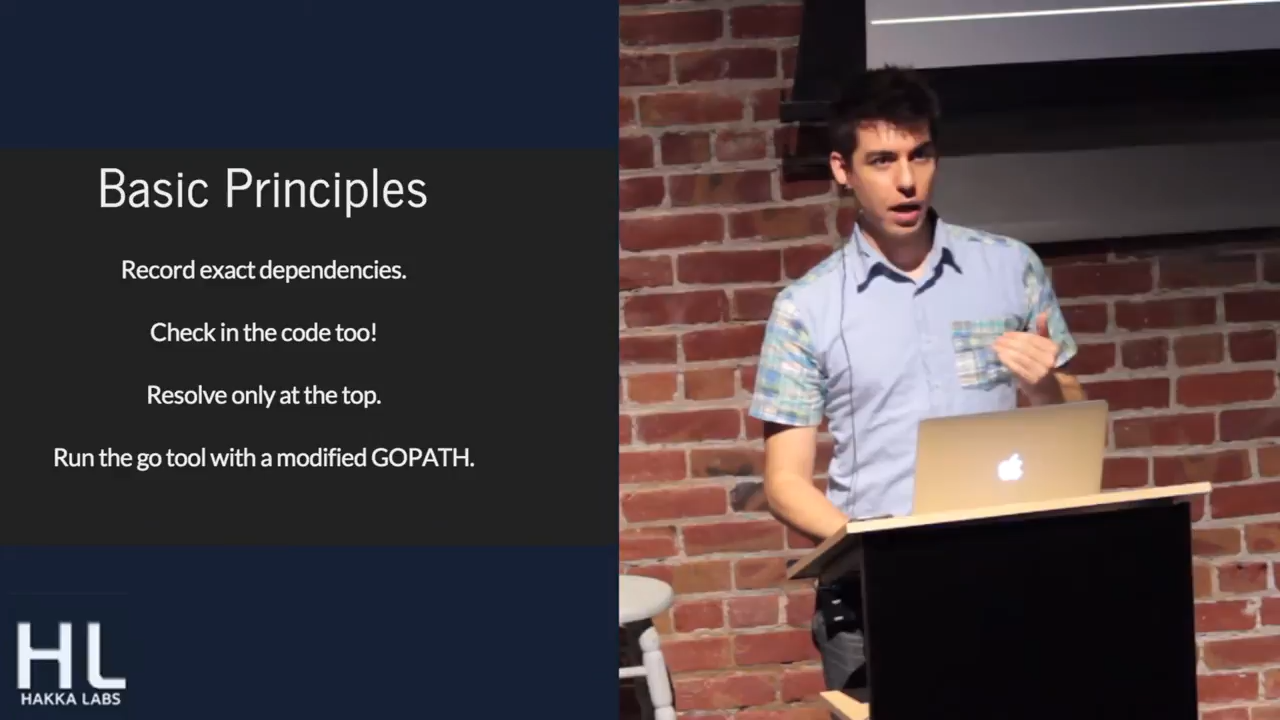 Basic Principles
Record exact dependencies.
Check in the code too!
Resolve only at the top.
Run the go tool with a modified GOPATH.
HL
HAKKA LABS